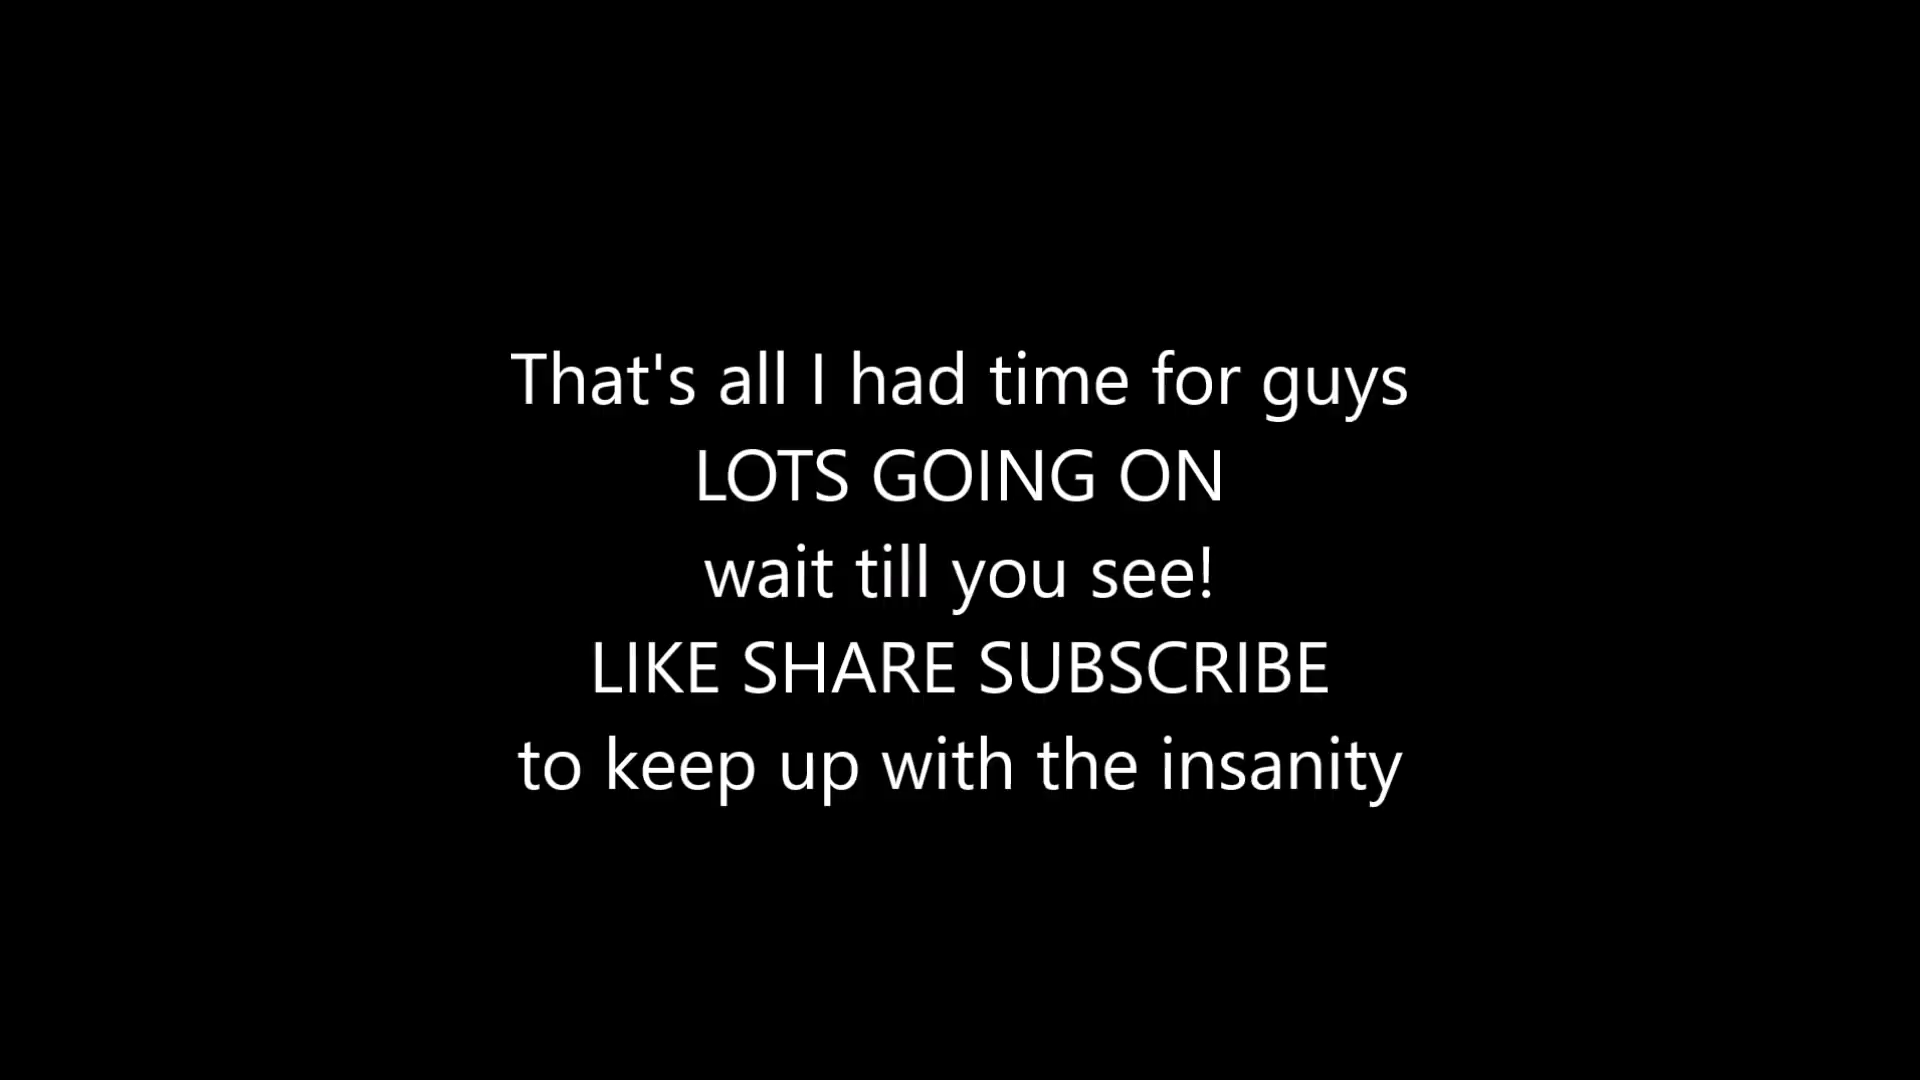 That's all I had time for guys
LOTS GOING ON
wait till you see!
LIKE SHARE SUBSCRIBE
to keep up with the insanity